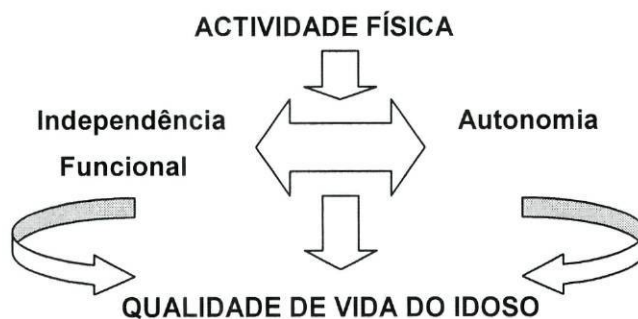 ACTIVIDADE FÍSICA
Independência
Funcional
Autonomia
QUALIDADE DE VIDA DO IDOSO